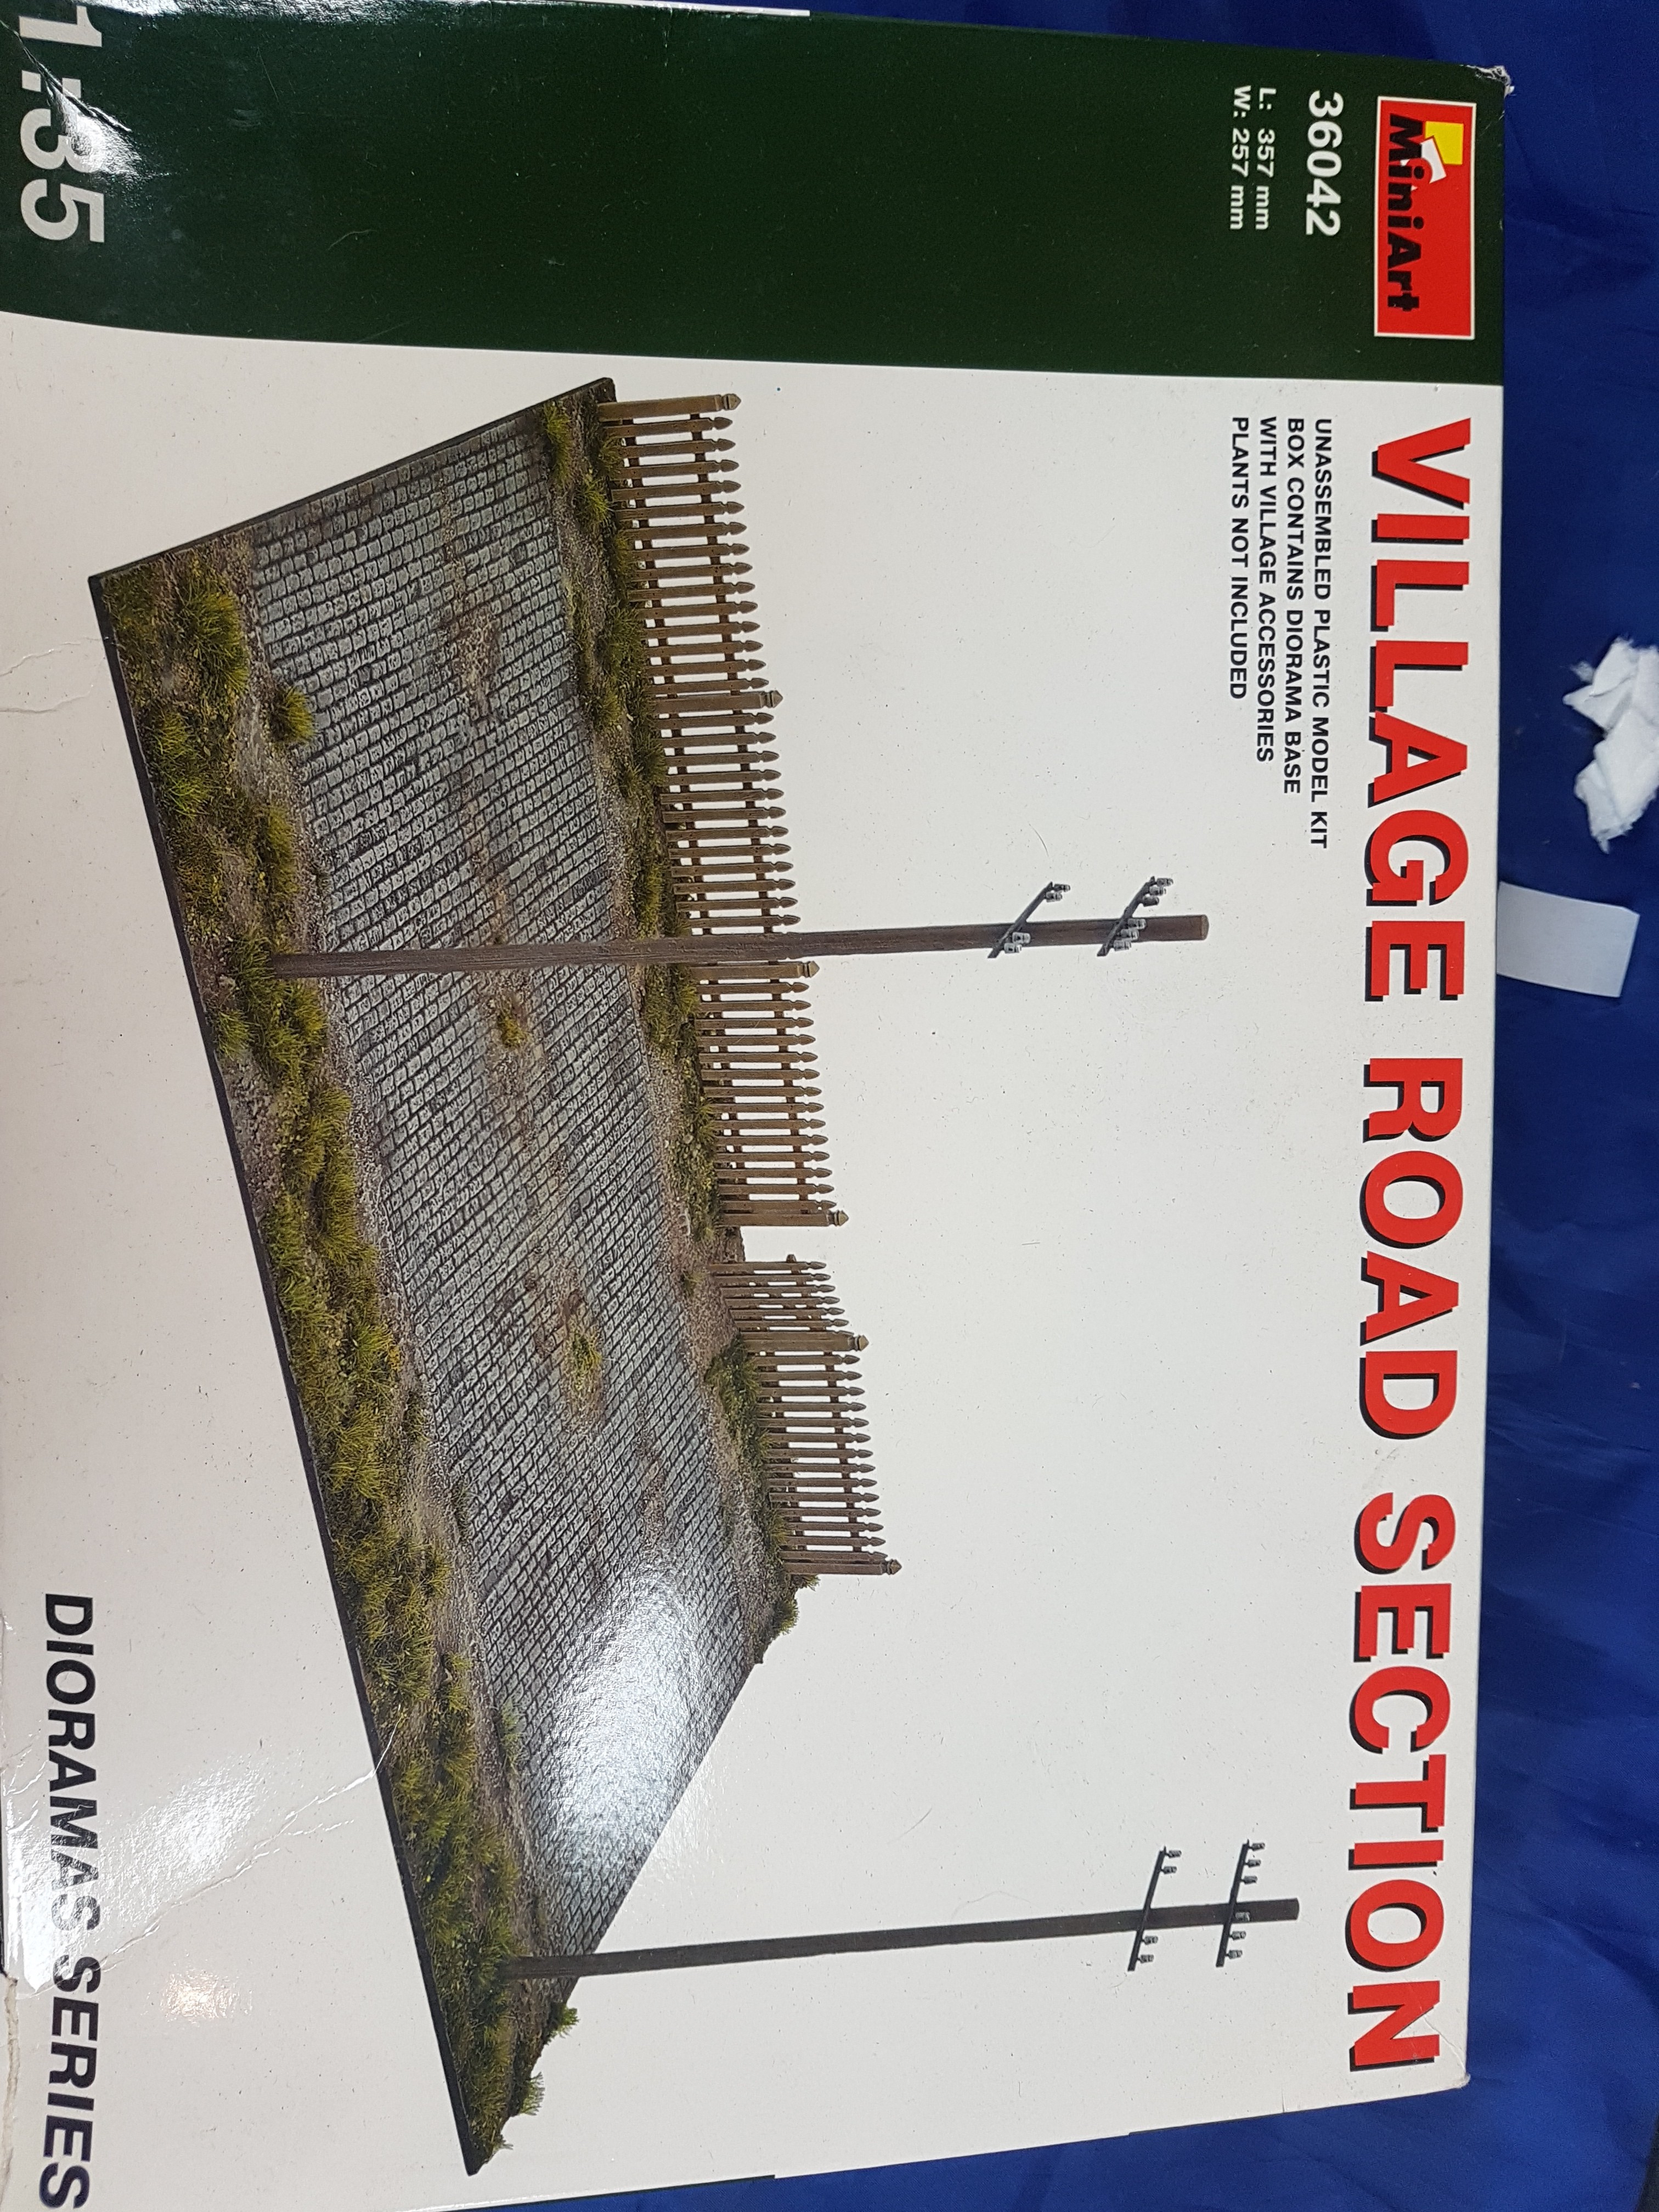 MiniArt
36042
L: 357 mm
W: 257 mm
VILLAGE ROAD SECTION
UNASSEMBLED PLASTIC MODEL KIT
BOX CONTAINS DIORAMA BASE
WITH VILLAGE ACCESSORIES
PLANTS NOT INCLUDED
1:35
DIORAMAS SERIES